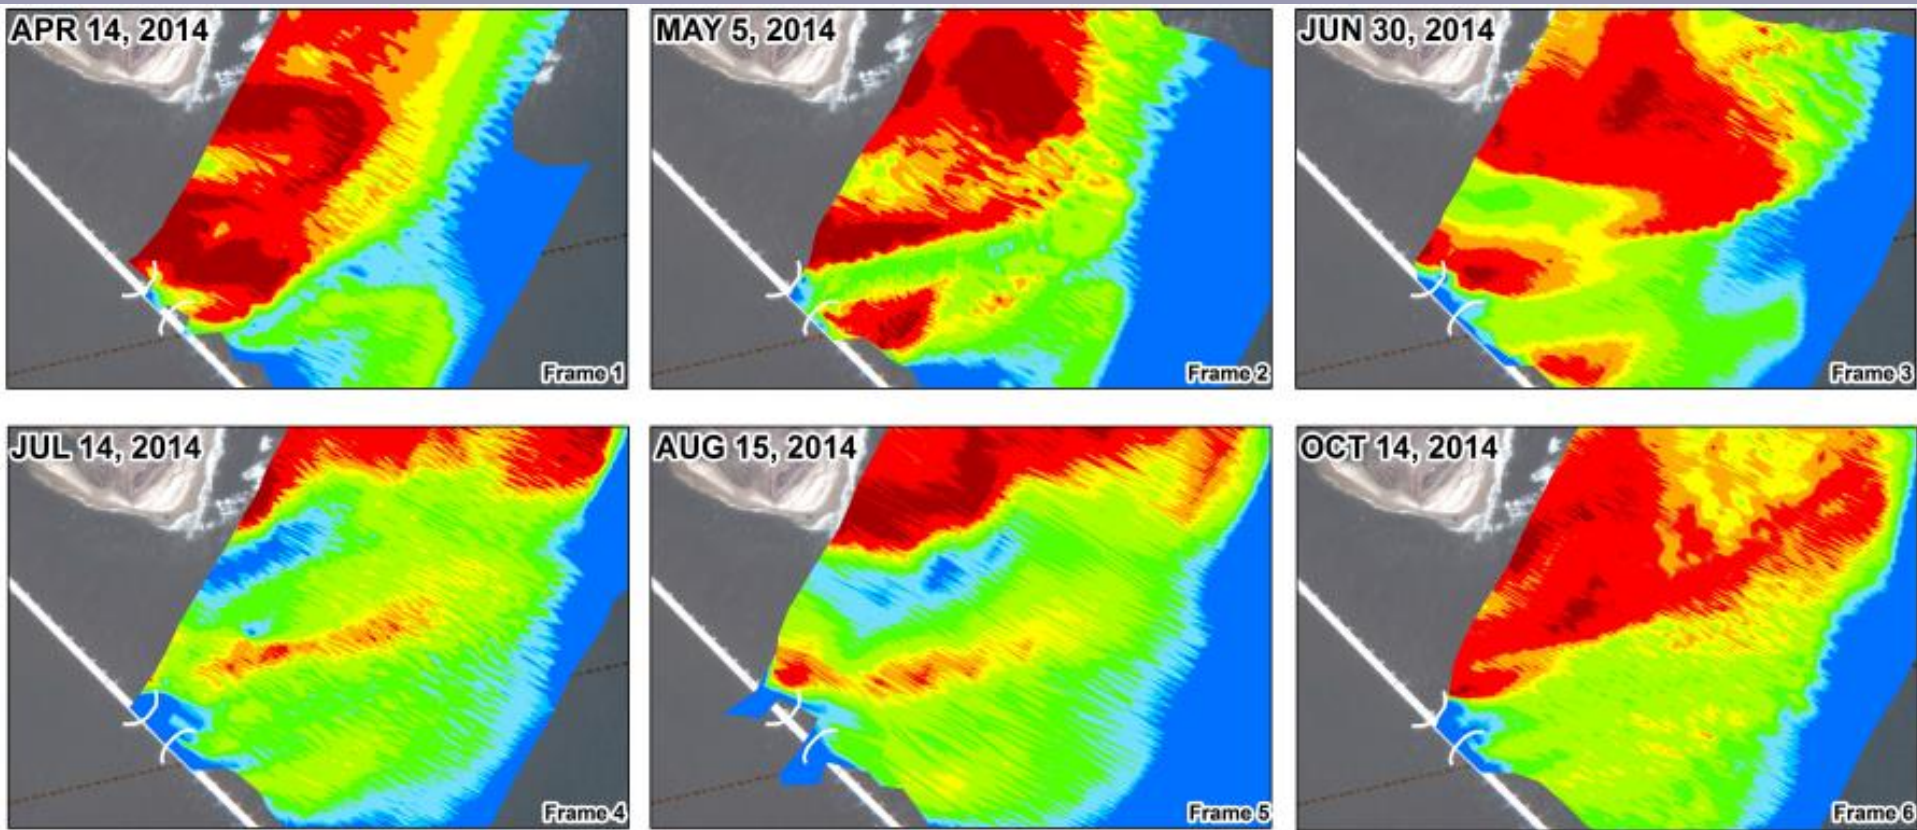 APR 14, 2014
Frame 1
MAY 5, 2014
Frame 2
JUN 30, 2014
Frame 3
JUL 14, 2014
Frame 4
AUG 15, 2014
Frame 5
OCT 14, 2014
Frame 6